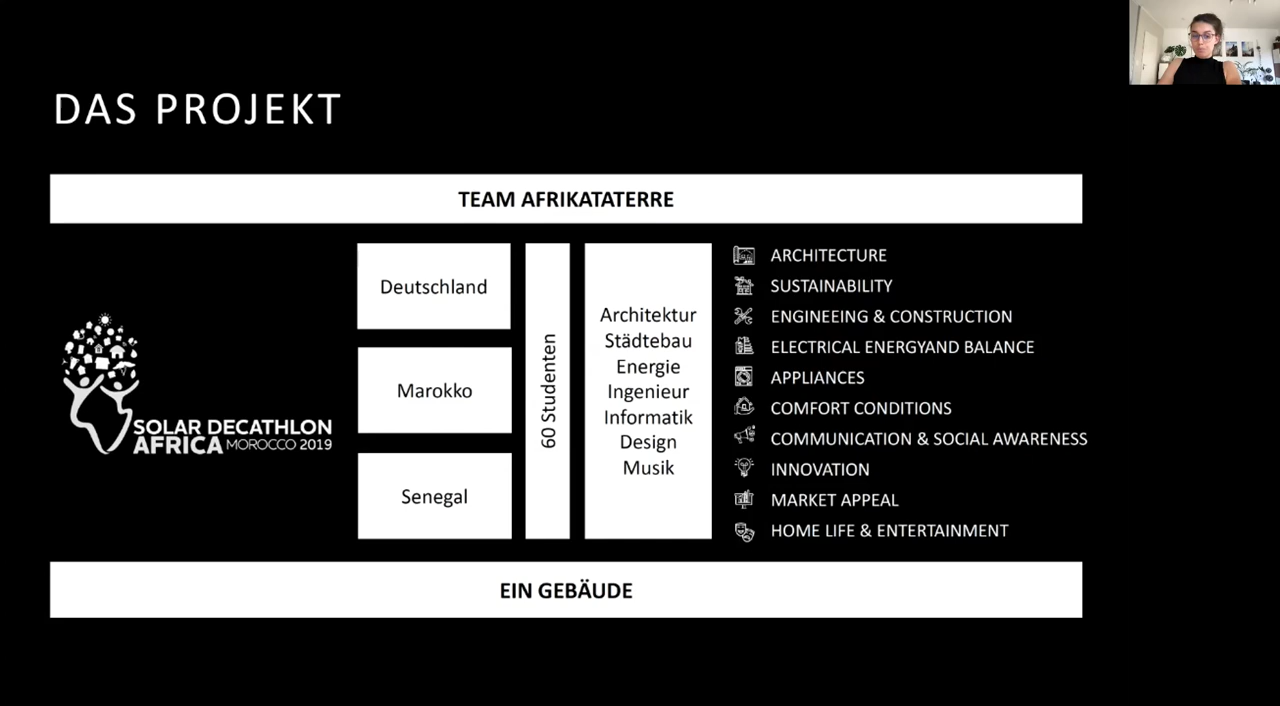 DAS PROJEKT
TEAM AFRIKATATERRE
SOLAR DECATHLON
AFRICA MOROCCO 2019
Deutschland
Marokko
Senegal
60 Studenten
Architektur
Städtebau
Energie
Ingenieur
Informatik
Design
Musik
ARCHITECTURE
SUSTAINABILITY
ENGINEEING & CONSTRUCTION
ELECTRICAL ENERGYAND BALANCE
APPLIANCES
COMFORT CONDITIONS
COMMUNICATION & SOCIAL AWARENESS
INNOVATION
MARKET APPEAL
HOME LIFE & ENTERTAINMENT
EIN GEBÄUDE